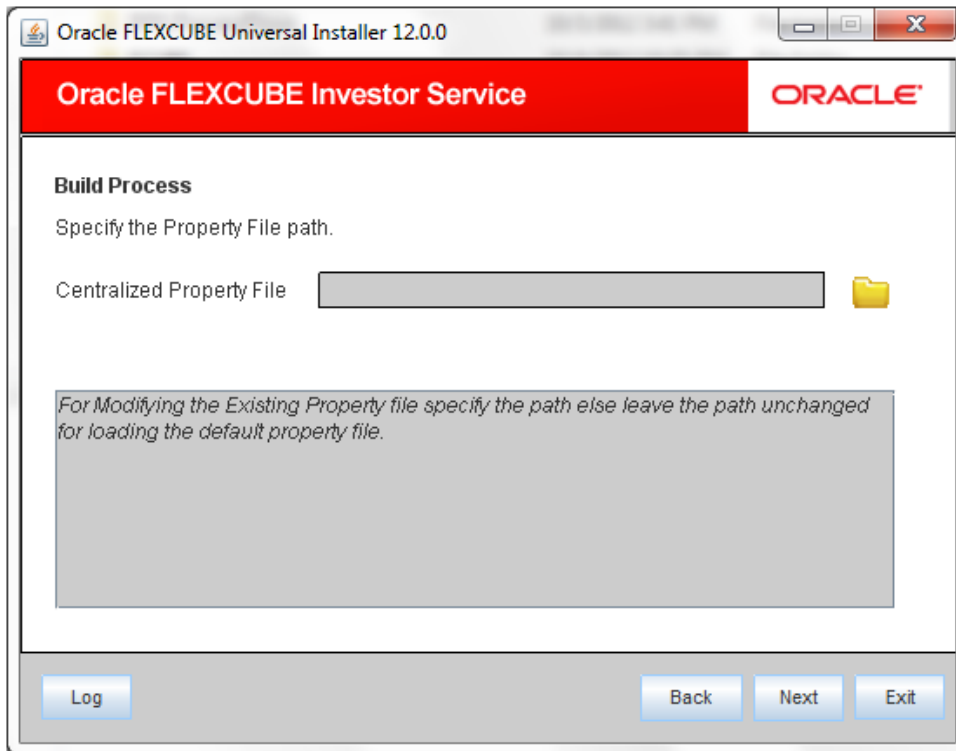 Oracle FLEXCUBE Universal Installer 12.0.0
Oracle FLEXCUBE Investor Service
ORACLE
Build Process
Specify the Property File path.
Centralized Property File
For Modifying the Existing Property file specify the path else leave the path unchanged
for loading the default property file.
Log Back Next Exit